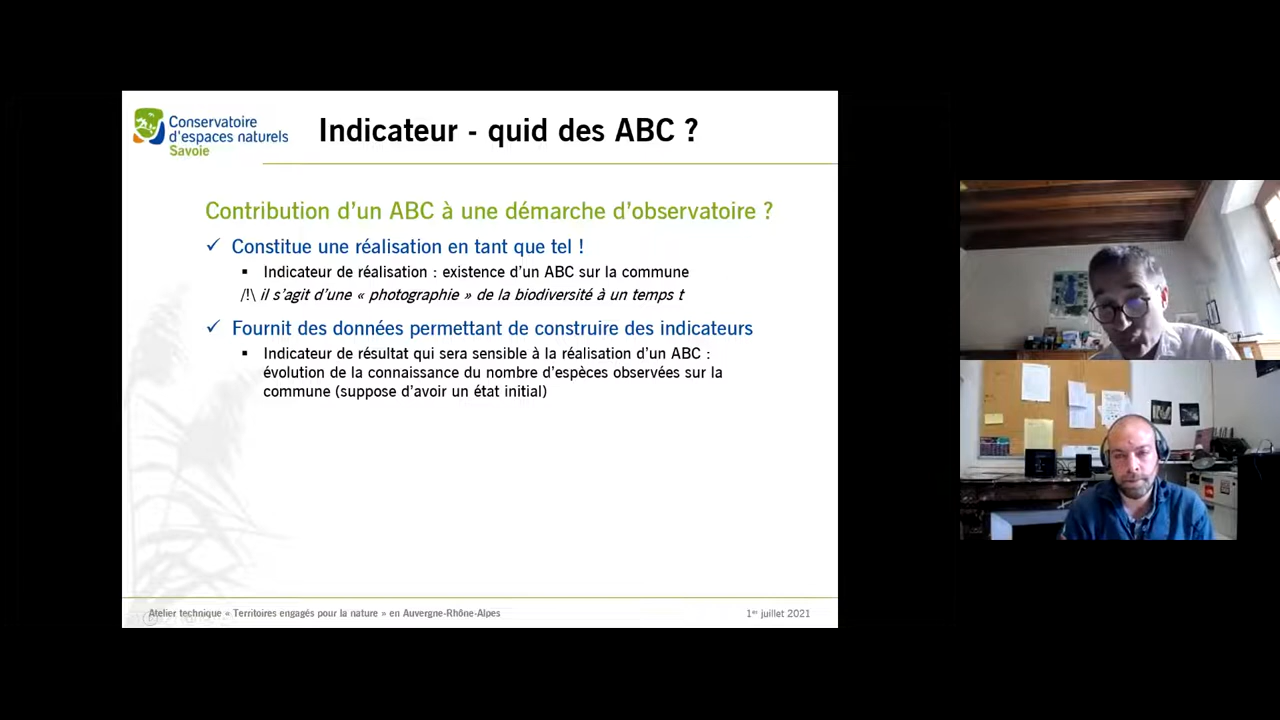 Conservatoire
d'espaces naturels
Savoie
Indicateur - quid des ABC ?
Contribution d'un ABC à une démarche d'observatoire ?
✓ Constitue une réalisation en tant que tel !
▪ Indicateur de réalisation : existence d'un ABC sur la commune
/!\ il s'agit d'une « photographie » de la biodiversité à un temps t
✓ Fournit des données permettant de construire des indicateurs
▪ Indicateur de résultat qui sera sensible à la réalisation d'un ABC :
évolution de la connaissance du nombre d'espèces observées sur la
commune (suppose d'avoir un état initial)
Atelier technique « Territoires engagés pour la nature » en Auvergne-Rhône-Alpes
1er juillet 2021